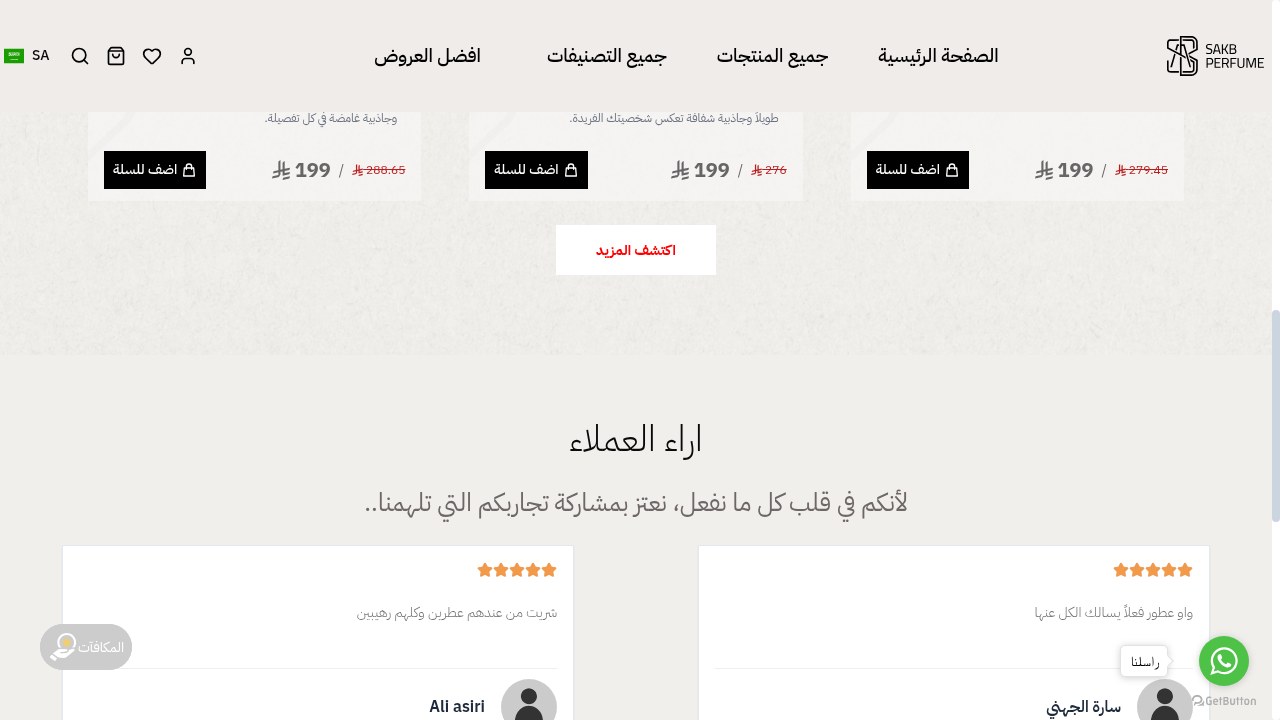 SAKB
PERFUME
الصفحة الرئيسية
جميع المنتجات
جميع التصنيفات
افضل العروض
SA
طويلاً وجاذبية شفافة تعكس شخصيتك الفريدة.
وجاذبية غامضة في كل تفصيلة.
279.45 / 199
اضف للسلة
276 / 199
اضف للسلة
288.65 / 199
اضف للسلة
اكتشف المزيد
اراء العملاء
لأنكم في قلب كل ما نفعل، نعتز بمشاركة تجاربكم التي تلهمنا..
واو عطور فعلاً يسالك الكل عنها
سارة الجهني
شريت من عندهم عطرين وكلهم رهيبين
Ali asiri
المكافآت
راسلنا
GetButton